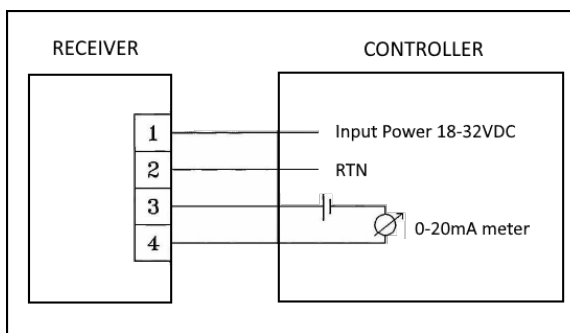 RECEIVER
CONTROLLER
1
Input Power 18-32VDC
2
RTN
3
4
0-20mA meter